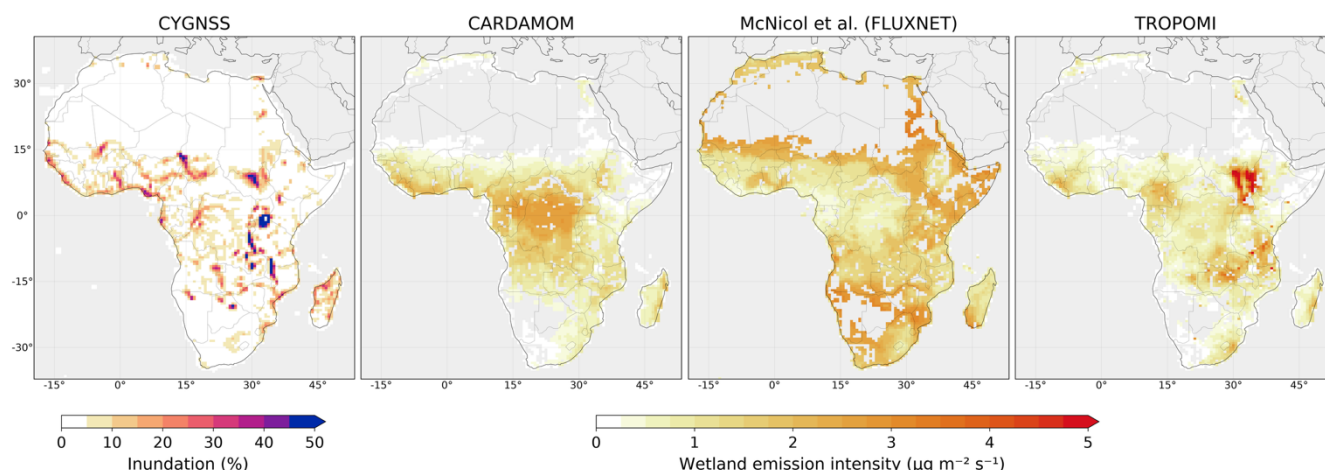 CYGNSS CARDAMOM McNicol et al. (FLUXNET) TROPOMI
30°
15°
0°
-15°
-30°
-15° 0° 15° 30° 45° -15° 0° 15° 30° 45° -15° 0° 15° 30° 45° -15° 0° 15° 30° 45°
0 10 20 30 40 50 0 1 2 3 4 5
Inundation (%) Wetland emission intensity (µg m⁻² s⁻¹)